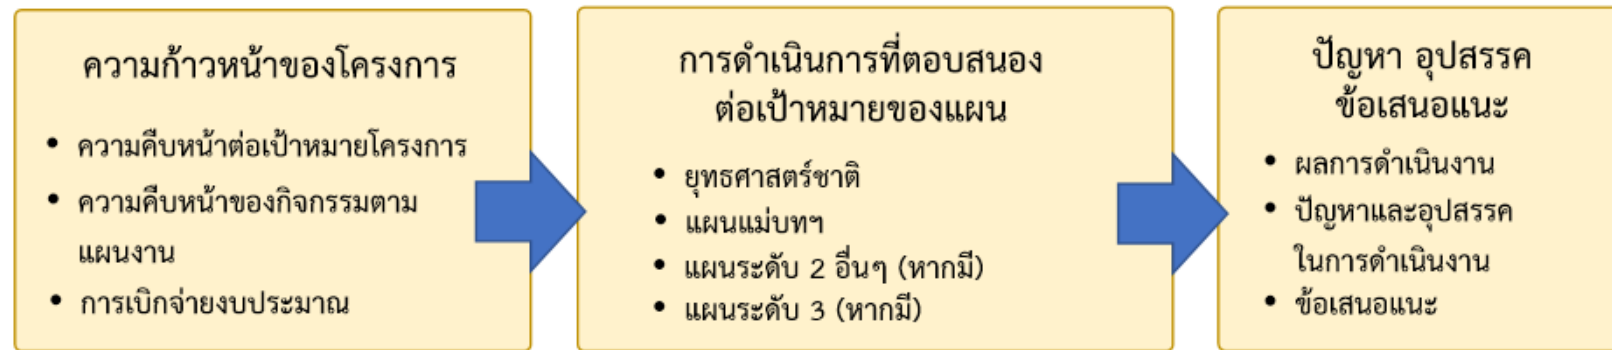 ความก้าวหน้าของโครงการ
• ความคืบหน้าต่อเป้าหมายโครงการ
• ความคืบหน้าของกิจกรรมตาม
แผนงาน
• การเบิกจ่ายงบประมาณ
การดำเนินการที่ตอบสนอง
ต่อเป้าหมายของแผน
• ยุทธศาสตร์ชาติ
• แผนแม่บทฯ
• แผนระดับ 2 อื่นๆ (หากมี)
• แผนระดับ 3 (หากมี)
ปัญหา อุปสรรค
ข้อเสนอแนะ
• ผลการดำเนินงาน
• ปัญหาและอุปสรรค
ในการดำเนินงาน
• ข้อเสนอแนะ